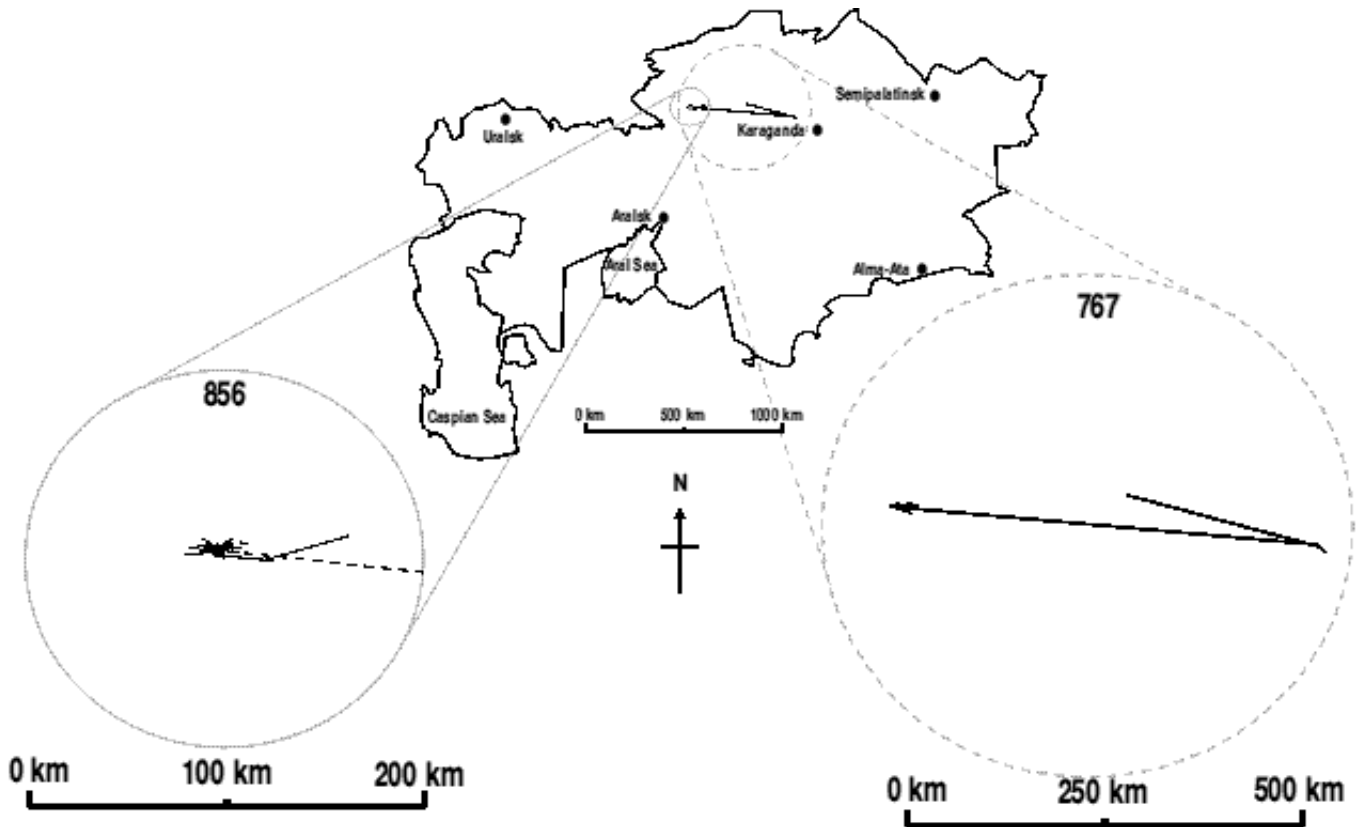 Semipalatinsk
Uralsk
Karaganda
Aralsk
Aral Sea
Alma-Ata
767
856
Caspian Sea
0 km 500 km 1000 km
N
0 km 100 km 200 km
0 km 250 km 500 km